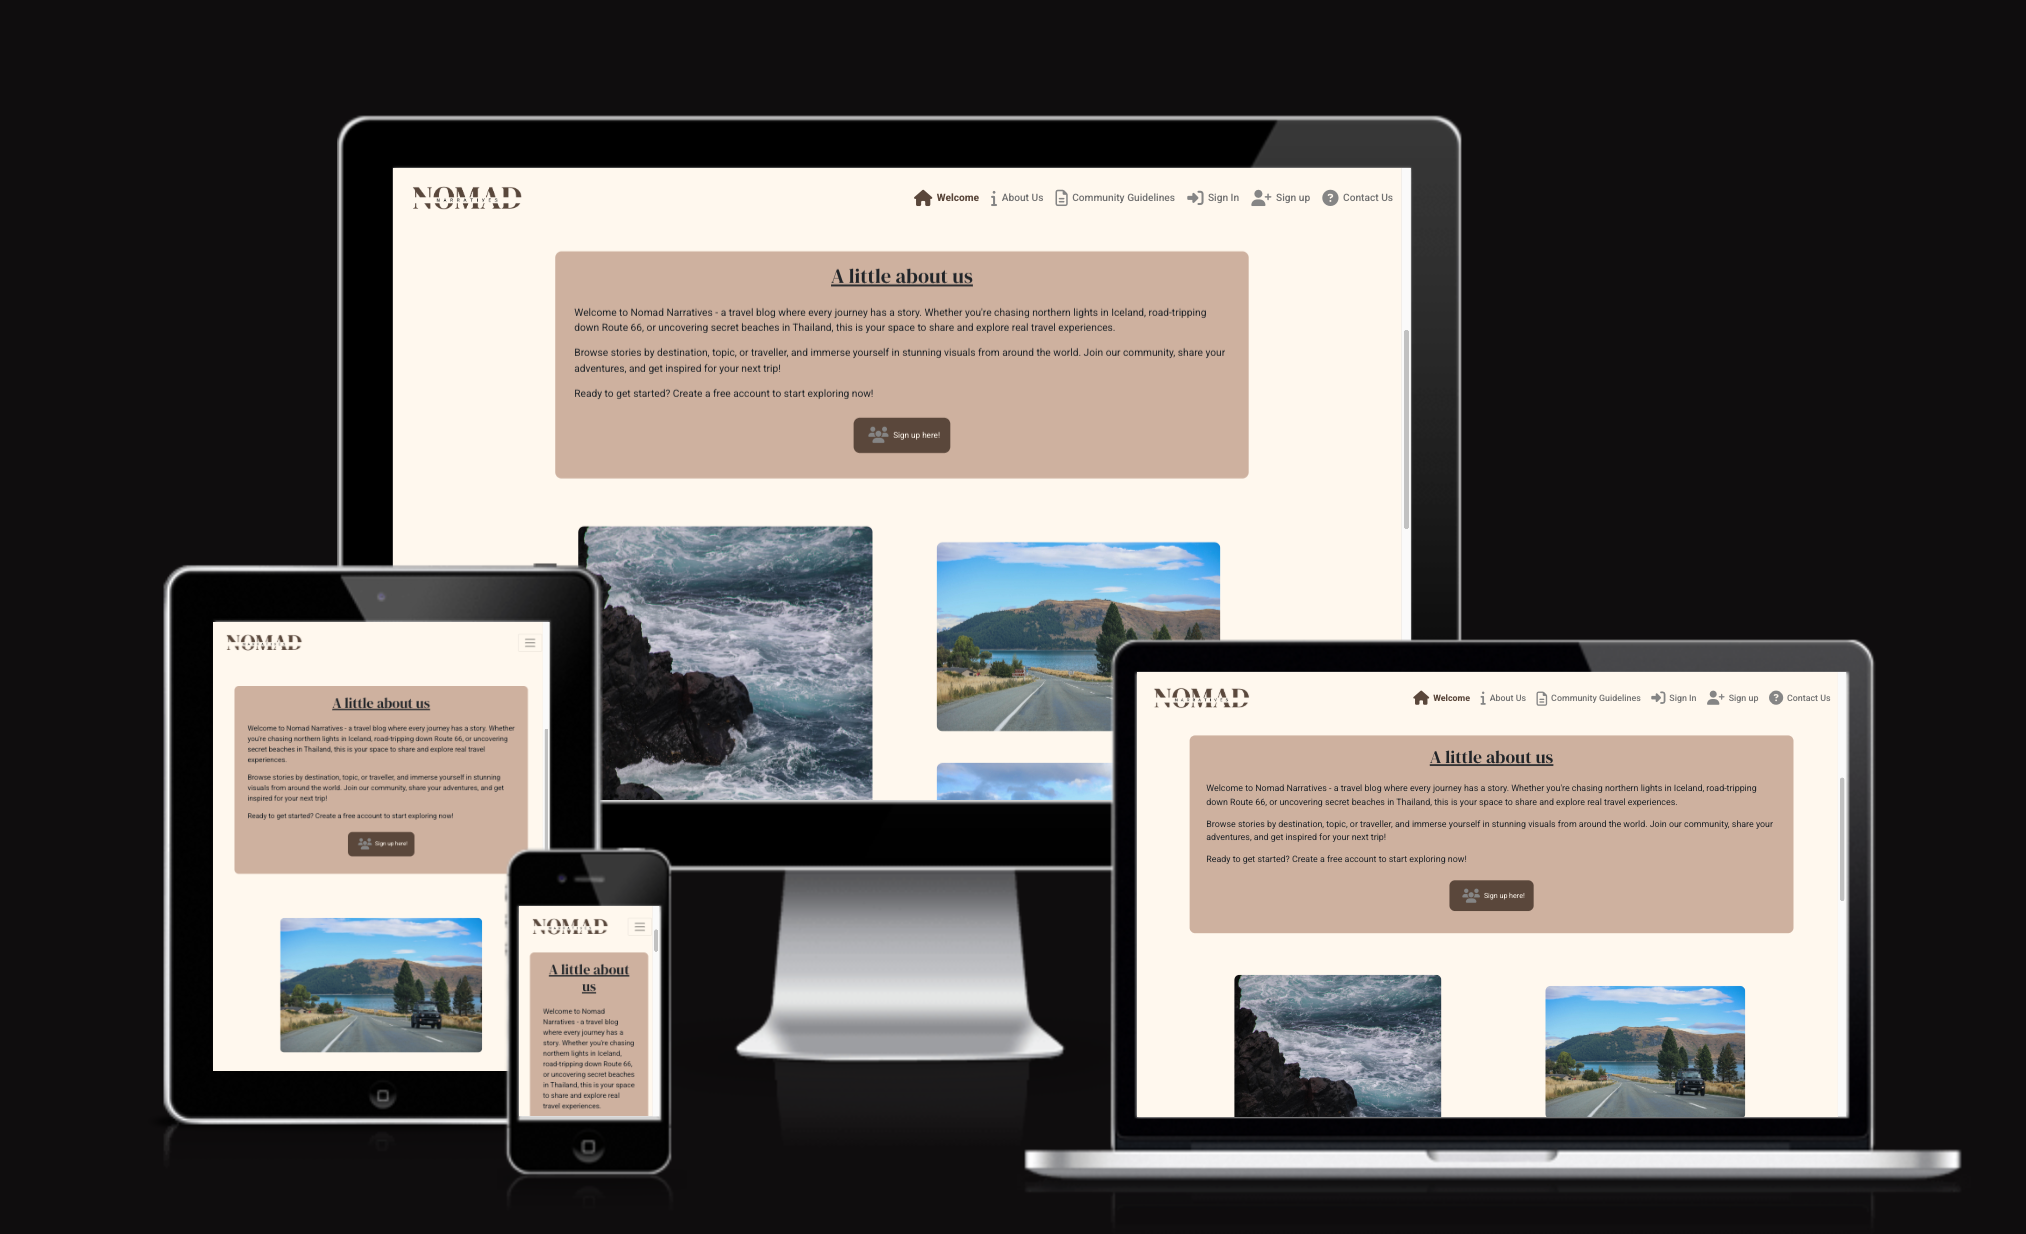 NOMAD
NARRATIVES
Welcome About Us Community Guidelines Sign In Sign up Contact Us
A little about us
Welcome to Nomad Narratives - a travel blog where every journey has a story. Whether you're chasing northern lights in Iceland, road-tripping
down Route 66, or uncovering secret beaches in Thailand, this is your space to share and explore real travel experiences.
Browse stories by destination, topic, or traveller, and immerse yourself in stunning visuals from around the world. Join our community, share your
adventures, and get inspired for your next trip!
Ready to get started? Create a free account to start exploring now!
Sign up here!
NOMAD
NARRATIVES
A little about us
Welcome to Nomad Narratives - a travel blog where every journey has a story. Whether
you're chasing northern lights in Iceland, road-tripping down Route 66, or uncovering
secret beaches in Thailand, this is your space to share and explore real travel
experiences.
Browse stories by destination, topic, or traveller, and immerse yourself in stunning
visuals from around the world. Join our community, share your adventures, and get
inspired for your next trip!
Ready to get started? Create a free account to start exploring now!
Sign up here!
NOMAD
NARRATIVES
A little about
us
Welcome to Nomad
Narratives - a travel blog
where every journey has a
story. Whether you're chasing
northern lights in Iceland,
road-tripping down Route 66,
or uncovering secret beaches
in Thailand, this is your space
to share and explore real
travel experiences.
NOMAD
NARRATIVES
Welcome About Us Community Guidelines Sign In Sign up Contact Us
A little about us
Welcome to Nomad Narratives - a travel blog where every journey has a story. Whether you're chasing northern lights in Iceland, road-tripping
down Route 66, or uncovering secret beaches in Thailand, this is your space to share and explore real travel experiences.
Browse stories by destination, topic, or traveller, and immerse yourself in stunning visuals from around the world. Join our community, share your
adventures, and get inspired for your next trip!
Ready to get started? Create a free account to start exploring now!
Sign up here!